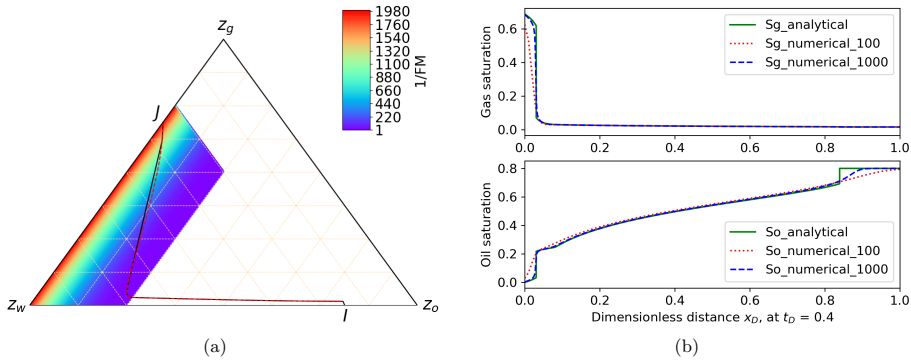 z_g
J
z_w
I
z_o
1980
1760
1540
1320
1100
880
660
440
220
1
1/FM
(a)
Gas saturation
0.6
0.4
0.2
0.0
Sg_analytical
Sg_numerical_100
Sg_numerical_1000
0.0 0.2 0.4 0.6 0.8 1.0
Oil saturation
0.8
0.6
0.4
0.2
0.0
So_analytical
So_numerical_100
So_numerical_1000
0.0 0.2 0.4 0.6 0.8 1.0
Dimensionless distance x_D, at t_D = 0.4
(b)